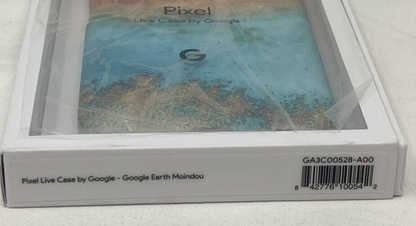 Pixel
Live Case by Google
G
GA3C00528-A00
Pixel Live Case by Google - Google Earth Moindou
8 42776 10054 2